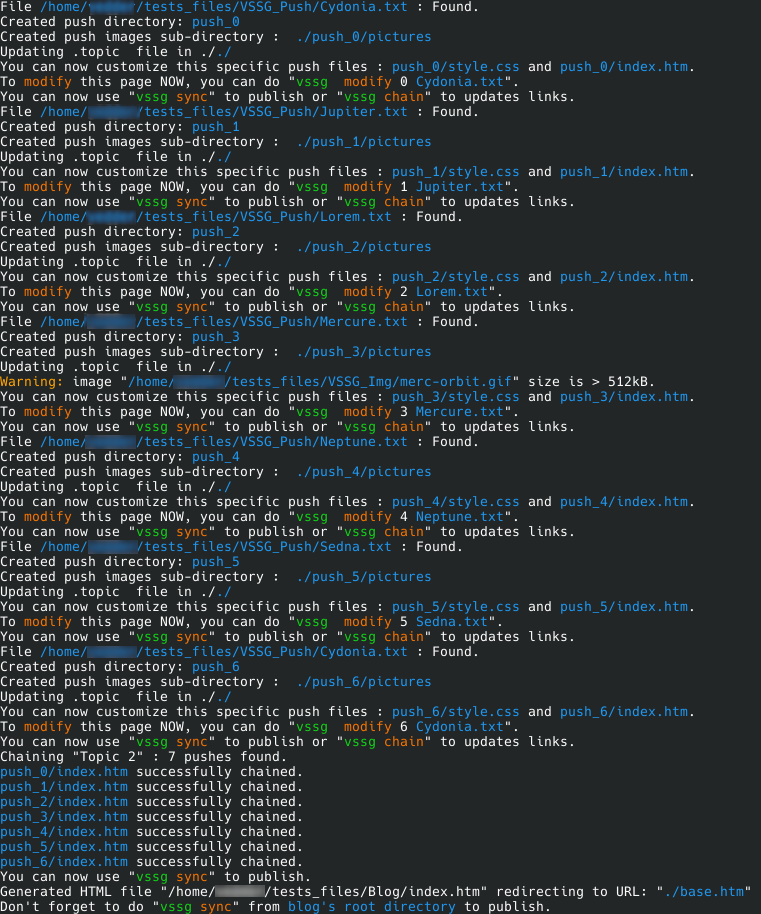 File /home/ /tests_files/VSSG_Push/Cydonia.txt : Found.
Created push directory: push_0
Created push images sub-directory :  ./push_0/pictures
Updating .topic  file in ././
You can now customize this specific push files : push_0/style.css and push_0/index.htm.
To modify this page NOW, you can do "vssg  modify 0 Cydonia.txt".
You can now use "vssg sync" to publish or "vssg chain" to updates links.
File /home/ /tests_files/VSSG_Push/Jupiter.txt : Found.
Created push directory: push_1
Created push images sub-directory :  ./push_1/pictures
Updating .topic  file in ././
You can now customize this specific push files : push_1/style.css and push_1/index.htm.
To modify this page NOW, you can do "vssg  modify 1 Jupiter.txt".
You can now use "vssg sync" to publish or "vssg chain" to updates links.
File /home/ /tests_files/VSSG_Push/Lorem.txt : Found.
Created push directory: push_2
Created push images sub-directory :  ./push_2/pictures
Updating .topic  file in ././
You can now customize this specific push files : push_2/style.css and push_2/index.htm.
To modify this page NOW, you can do "vssg  modify 2 Lorem.txt".
You can now use "vssg sync" to publish or "vssg chain" to updates links.
File /home/ /tests_files/VSSG_Push/Mercure.txt : Found.
Created push directory: push_3
Created push images sub-directory :  ./push_3/pictures
Updating .topic  file in ././
Warning: image "/home/ /tests_files/VSSG_Img/merc-orbit.gif" size is > 512kB.
You can now customize this specific push files : push_3/style.css and push_3/index.htm.
To modify this page NOW, you can do "vssg  modify 3 Mercure.txt".
You can now use "vssg sync" to publish or "vssg chain" to updates links.
File /home/ /tests_files/VSSG_Push/Neptune.txt : Found.
Created push directory: push_4
Created push images sub-directory :  ./push_4/pictures
Updating .topic  file in ././
You can now customize this specific push files : push_4/style.css and push_4/index.htm.
To modify this page NOW, you can do "vssg  modify 4 Neptune.txt".
You can now use "vssg sync" to publish or "vssg chain" to updates links.
File /home/ /tests_files/VSSG_Push/Sedna.txt : Found.
Created push directory: push_5
Created push images sub-directory :  ./push_5/pictures
Updating .topic  file in ././
You can now customize this specific push files : push_5/style.css and push_5/index.htm.
To modify this page NOW, you can do "vssg  modify 5 Sedna.txt".
You can now use "vssg sync" to publish or "vssg chain" to updates links.
File /home/ /tests_files/VSSG_Push/Cydonia.txt : Found.
Created push directory: push_6
Created push images sub-directory :  ./push_6/pictures
Updating .topic  file in ././
You can now customize this specific push files : push_6/style.css and push_6/index.htm.
To modify this page NOW, you can do "vssg  modify 6 Cydonia.txt".
You can now use "vssg sync" to publish or "vssg chain" to updates links.
Chaining "Topic 2" : 7 pushes found.
push_0/index.htm successfully chained.
push_1/index.htm successfully chained.
push_2/index.htm successfully chained.
push_3/index.htm successfully chained.
push_4/index.htm successfully chained.
push_5/index.htm successfully chained.
push_6/index.htm successfully chained.
You can now use "vssg sync" to publish.
Generated HTML file "/home/ /tests_files/Blog/index.htm" redirecting to URL: "./base.htm"
Don't forget to do "vssg sync" from blog's root directory to publish.